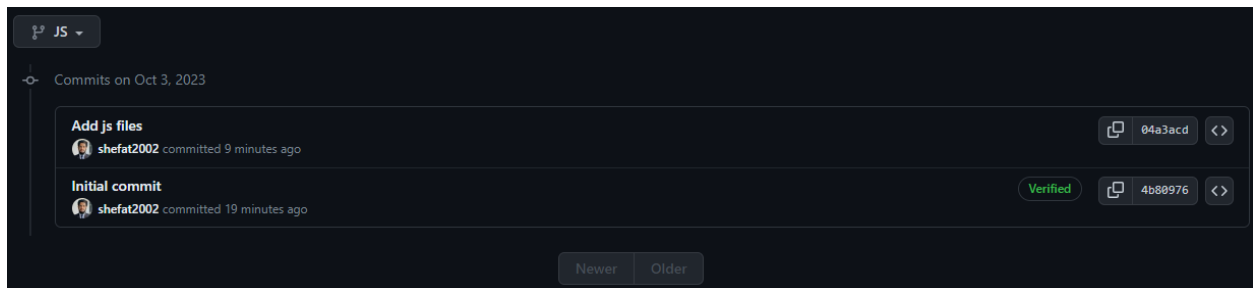 JS
Commits on Oct 3, 2023
Add js files
shefat2002 committed 9 minutes ago
04a3acd
Initial commit
shefat2002 committed 19 minutes ago
Verified
4b80976
Newer Older